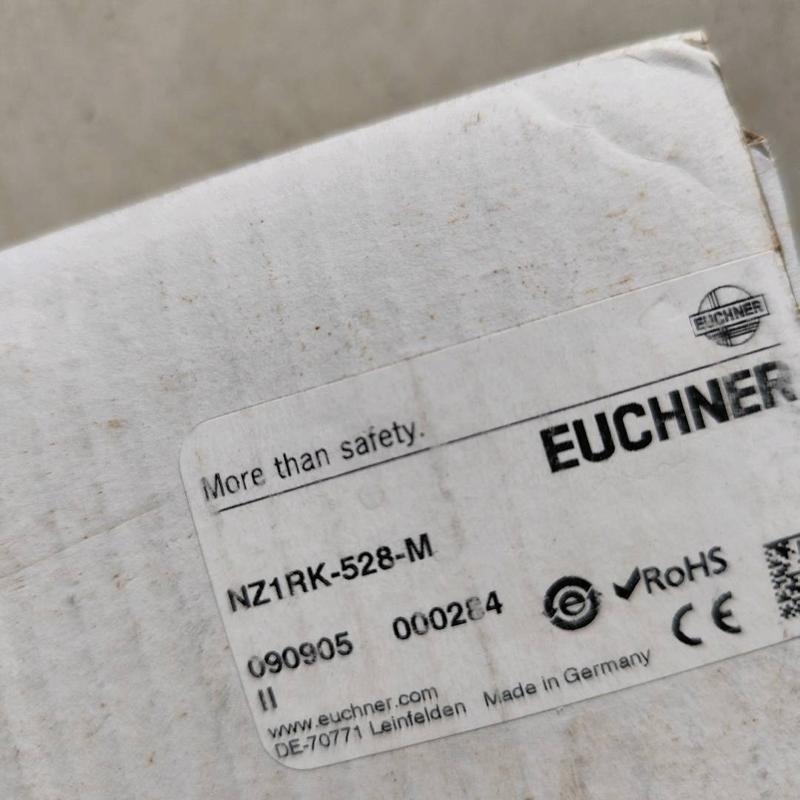 EUCHNER
More than safety.
EUCHNER
NZ1RK-528-M
090905 000284
RoHS
CE
II
www.euchner.com
DE-70771 Leinfelden Made in Germany